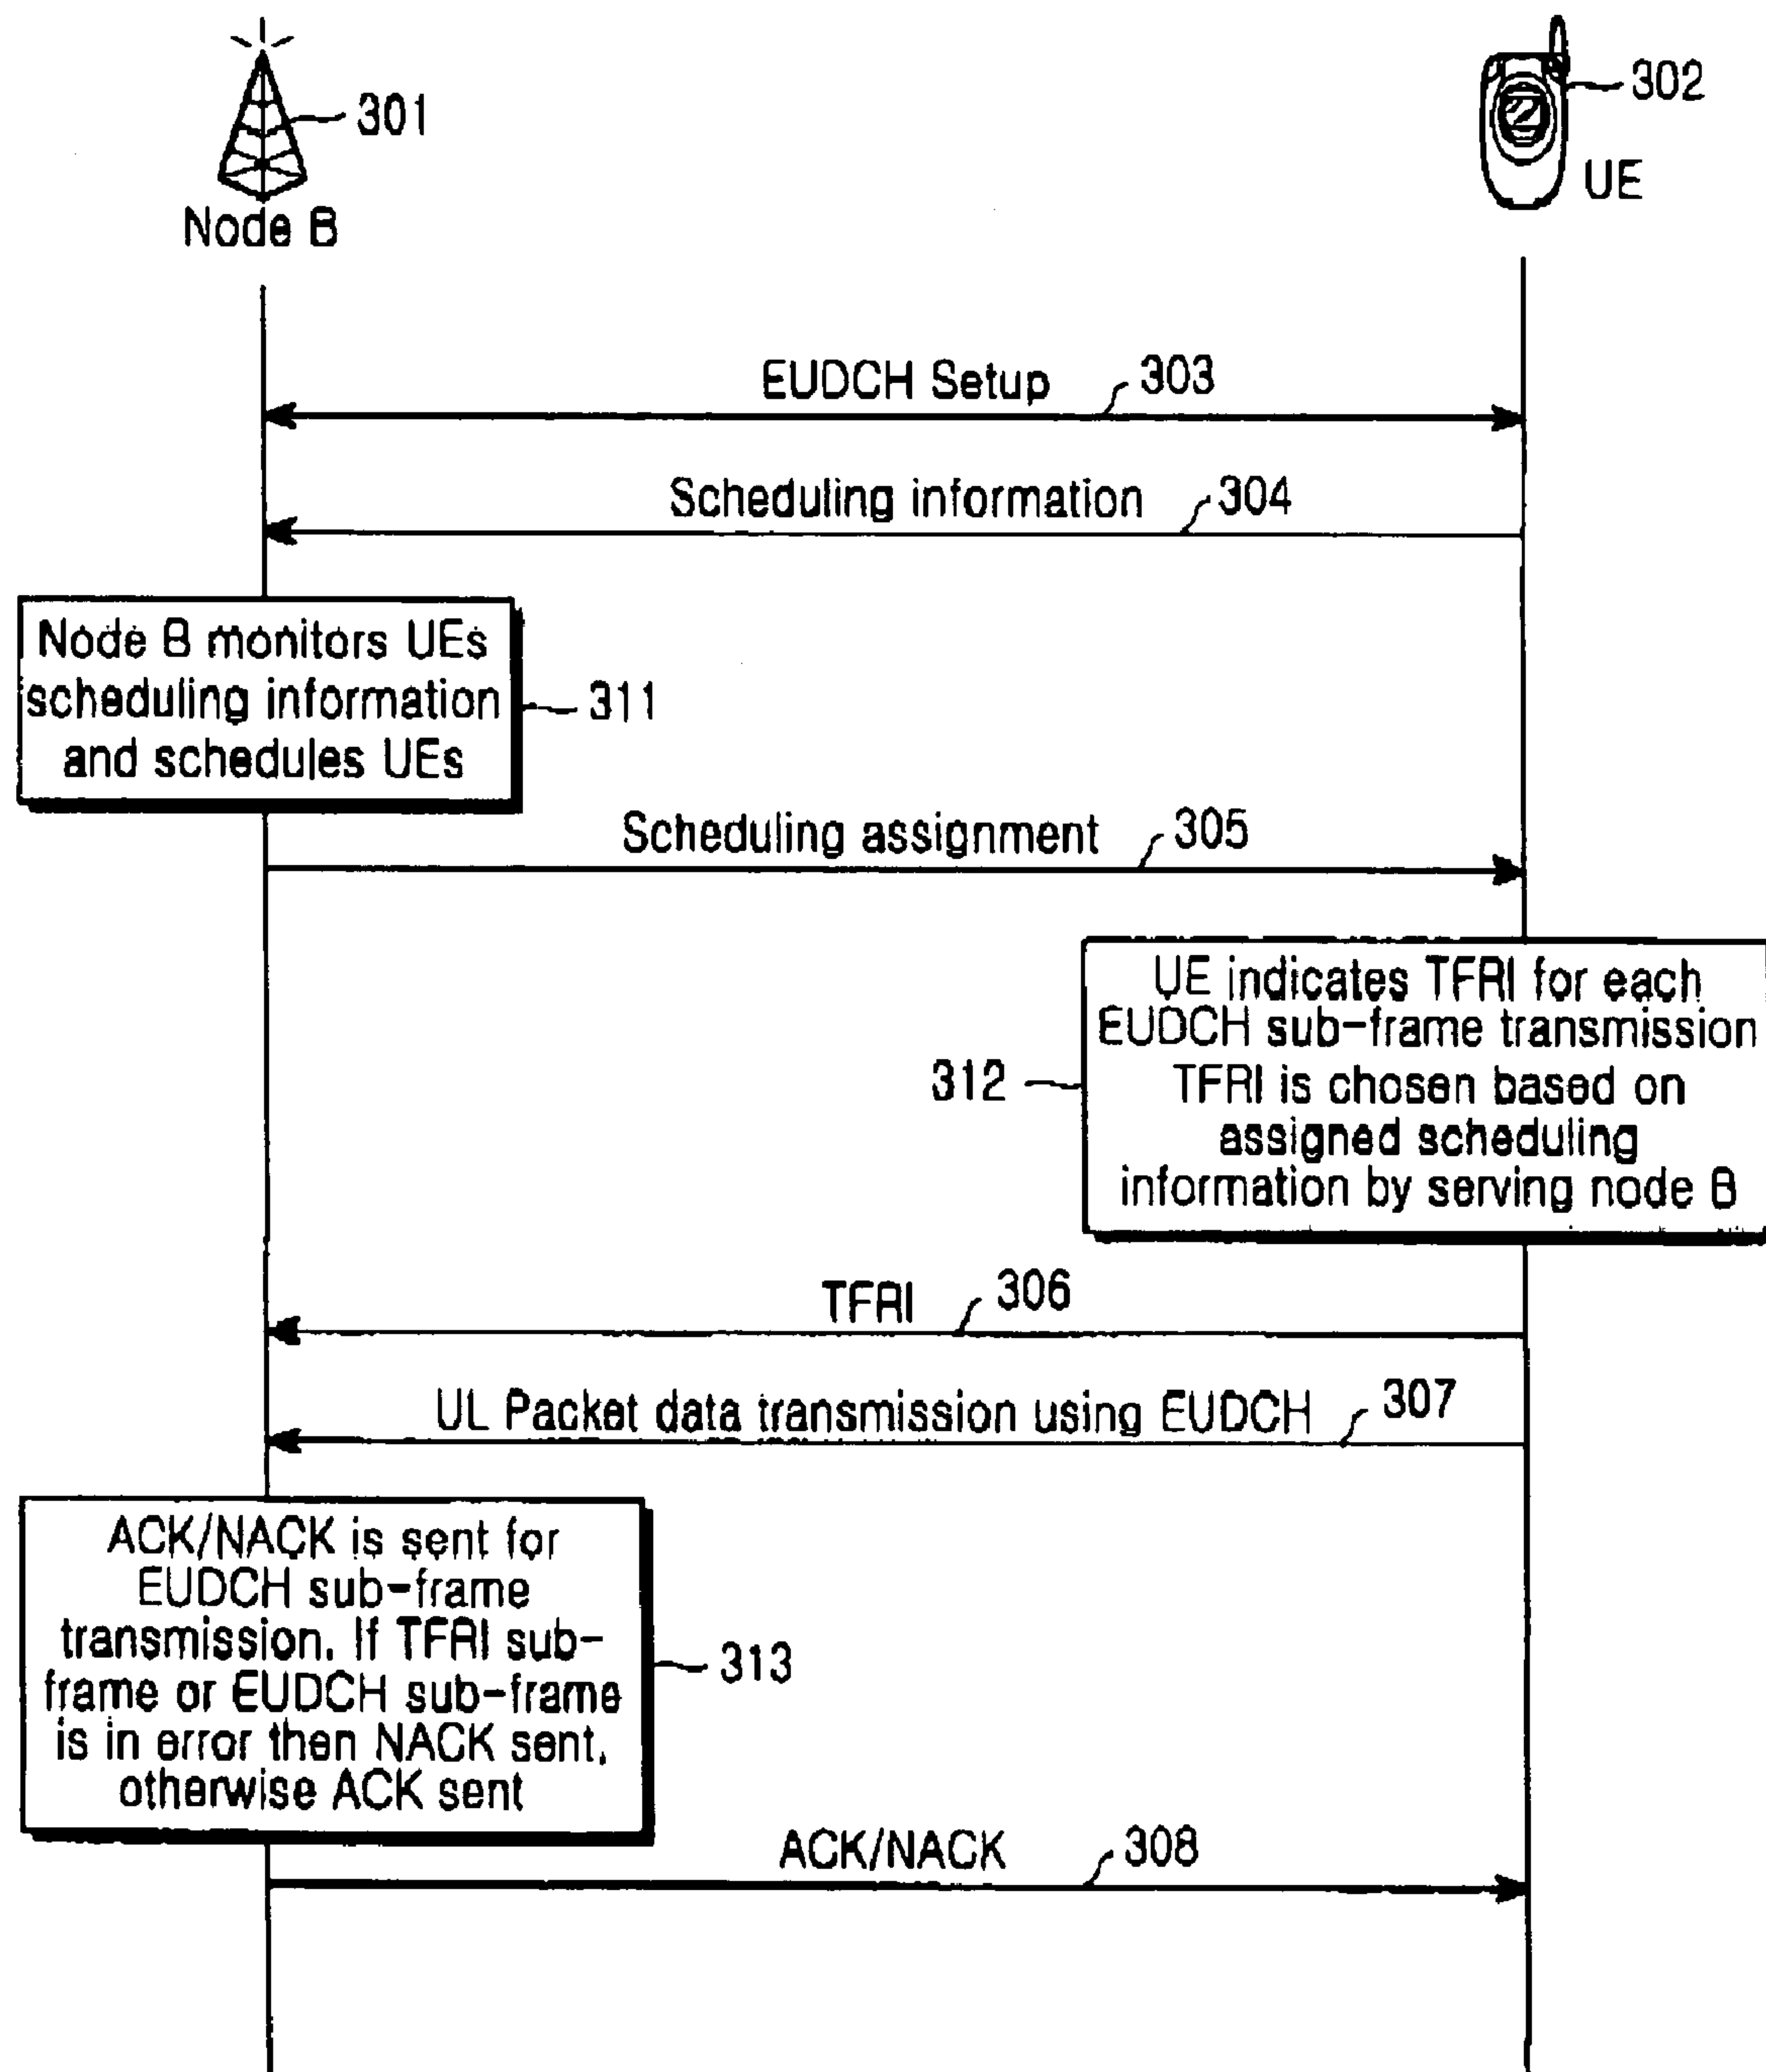 301
302
Node B
UE
EUDCH Setup
303
Scheduling information
304
Node B monitors UEs
scheduling information
and schedules UEs
311
Scheduling assignment
305
UE indicates TFRI for each
EUDCH sub-frame transmission
TFRI is chosen based on
assigned scheduling
information by serving node B
312
TFRI
306
UL Packet data transmission using EUDCH
307
ACK/NACK is sent for
EUDCH sub-frame
transmission. If TFRI sub-
frame or EUDCH sub-frame
is in error then NACK sent,
otherwise ACK sent
313
ACK/NACK
308